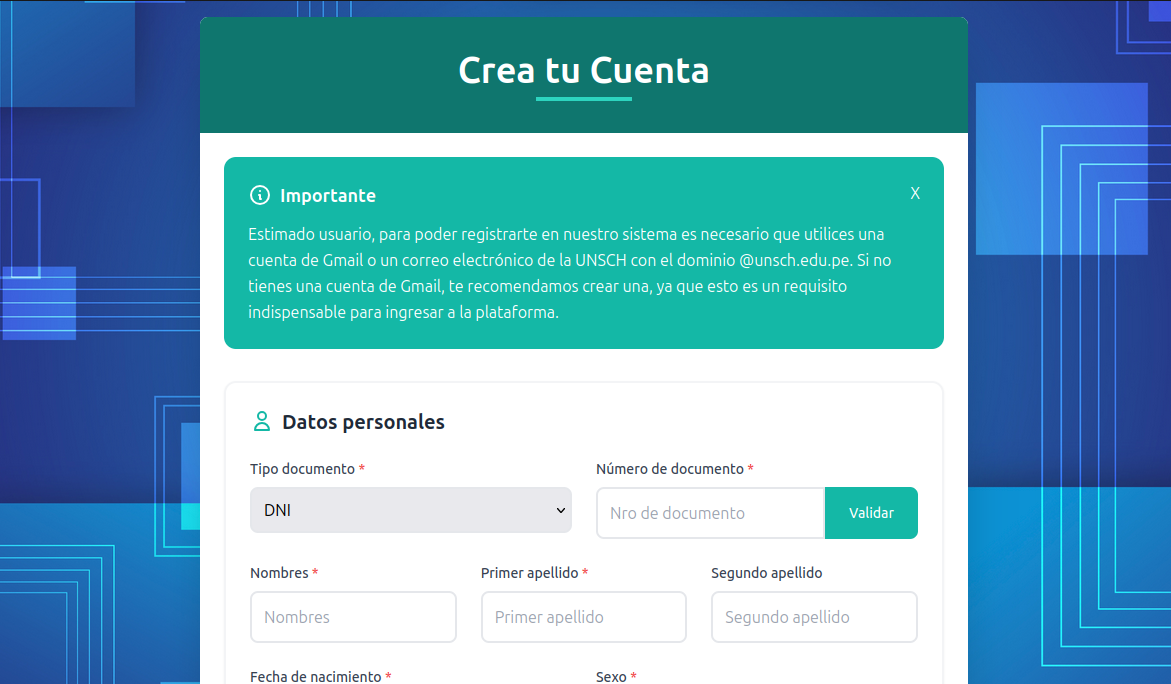 Crea tu Cuenta
Importante
X
Estimado usuario, para poder registrarte en nuestro sistema es necesario que utilices una
cuenta de Gmail o un correo electrónico de la UNSCH con el dominio @unsch.edu.pe. Si no
tienes una cuenta de Gmail, te recomendamos crear una, ya que esto es un requisito
indispensable para ingresar a la plataforma.
Datos personales
Tipo documento *
Número de documento *
DNI
Nro de documento
Validar
Nombres *
Primer apellido *
Segundo apellido
Nombres
Primer apellido
Segundo apellido
Fecha de nacimiento *
Sexo *